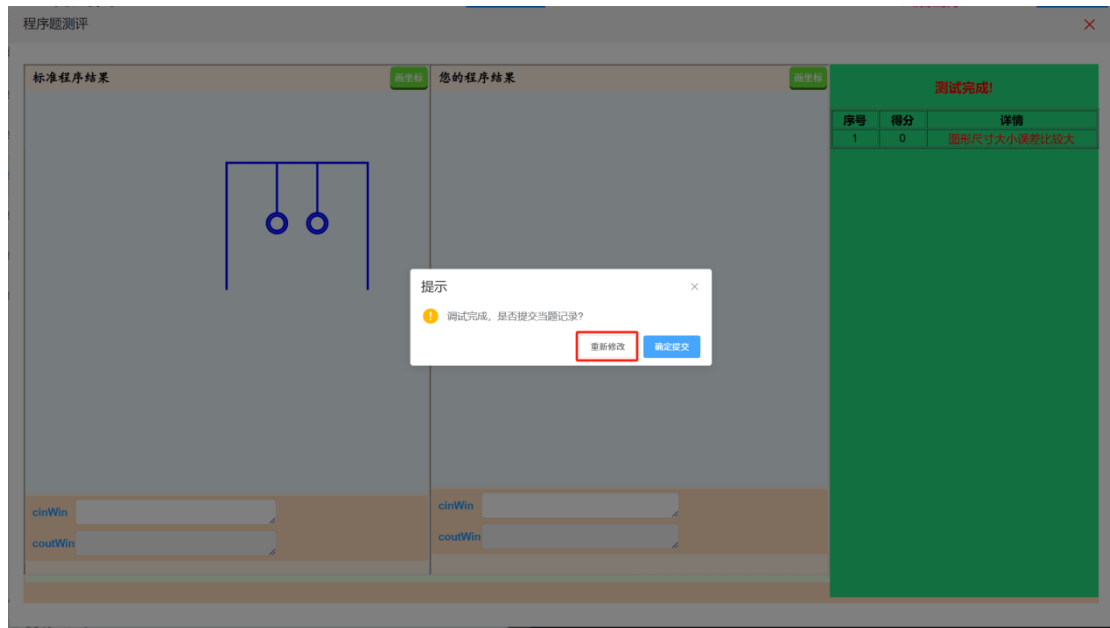 程序题测评
标准程序结果
画坐标
您的程序结果
画坐标
测试完成!
序号 得分 详情
1 0 图形尺寸大小误差比较大
提示
调试完成，是否提交当题记录?
重新修改
确定提交
cinWin
coutWin
cinWin
coutWin